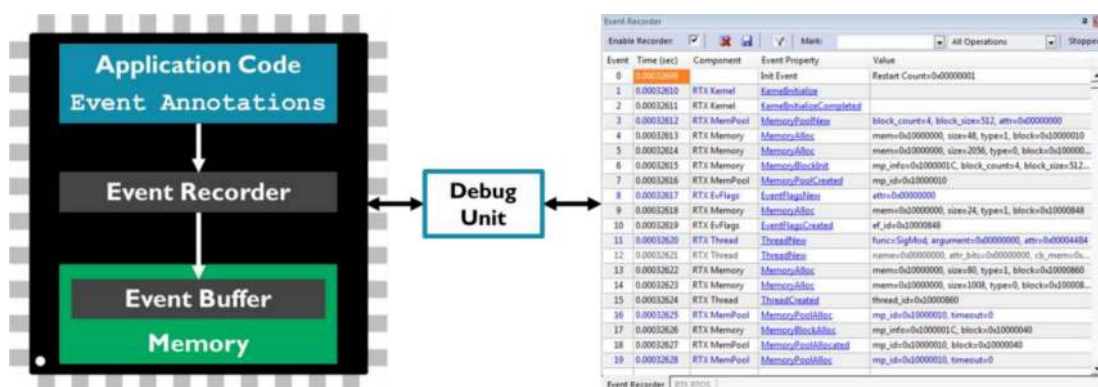 Application Code
Event Annotations
Event Recorder
Event Buffer
Memory
Debug
Unit
Event Recorder
Enable Recorder: Mark: All Operations Stopped
Event Time (sec) Component Event Property Value
0 0.00032609 Init Event Restart Count=0x00000001
1 0.00032610 RTX Kernel KernelInitialize
2 0.00032611 RTX Kernel KernelInitializeCompleted
3 0.00032612 RTX MemPool MemoryPoolNew block_count=4, block_size=512, attr=0x00000000
4 0.00032613 RTX Memory MemoryAlloc mem=0x10000000, size=48, type=1, block=0x10000010
5 0.00032614 RTX Memory MemoryAlloc mem=0x10000000, size=2056, type=0, block=0x100000...
6 0.00032615 RTX Memory MemoryBlockInit mp_info=0x1000001C, block_count=4, block_size=512...
7 0.00032616 RTX MemPool MemoryPoolCreated mp_id=0x10000010
8 0.00032617 RTX EvFlags EventFlagsNew attr=0x00000000
9 0.00032618 RTX Memory MemoryAlloc mem=0x10000000, size=24, type=1, block=0x10000848
10 0.00032619 RTX EvFlags EventFlagsCreated ef_id=0x10000848
11 0.00032620 RTX Thread ThreadNew func=SigMod, argument=0x00000000, attr=0x00004484
12 0.00032621 RTX Thread ThreadNew name=0x00000000, attr_bits=0x00000000, cb_mem=0x...
13 0.00032622 RTX Memory MemoryAlloc mem=0x10000000, size=80, type=1, block=0x10000860
14 0.00032623 RTX Memory MemoryAlloc mem=0x10000000, size=1008, type=0, block=0x100008...
15 0.00032624 RTX Thread ThreadCreated thread_id=0x10000860
16 0.00032625 RTX MemPool MemoryPoolAlloc mp_id=0x10000010, timeout=0
17 0.00032626 RTX Memory MemoryBlockAlloc mp_info=0x1000001C, block=0x10000040
18 0.00032627 RTX MemPool MemoryPoolAllocated mp_id=0x10000010, block=0x10000040
19 0.00032628 RTX MemPool MemoryPoolAlloc mp_id=0x10000010, timeout=0
Event Recorder RTX RTOS